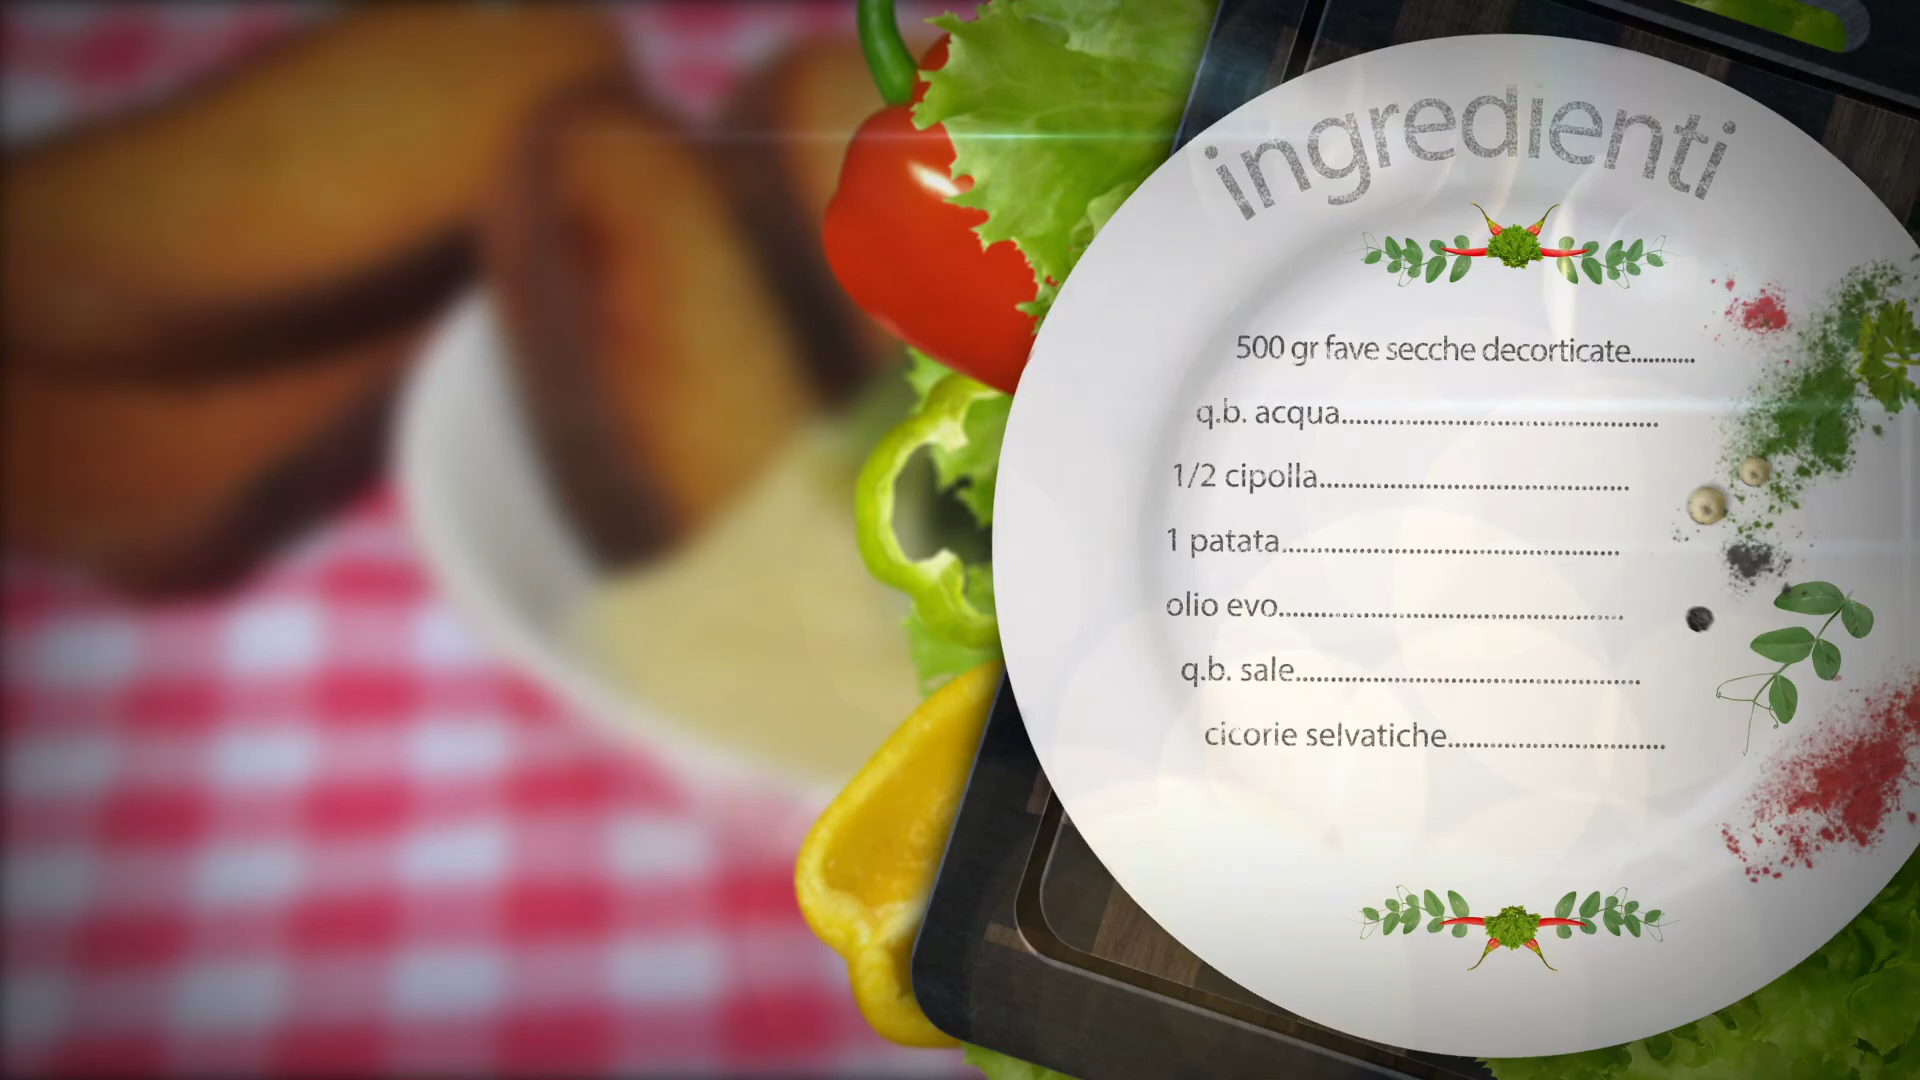 ingredienti
500 gr fave secche decorticate...........
q.b. acqua.............................................
1/2 cipolla............................................
1 patata................................................
olio evo.................................................
q.b. sale.................................................
cicorie selvatiche...............................